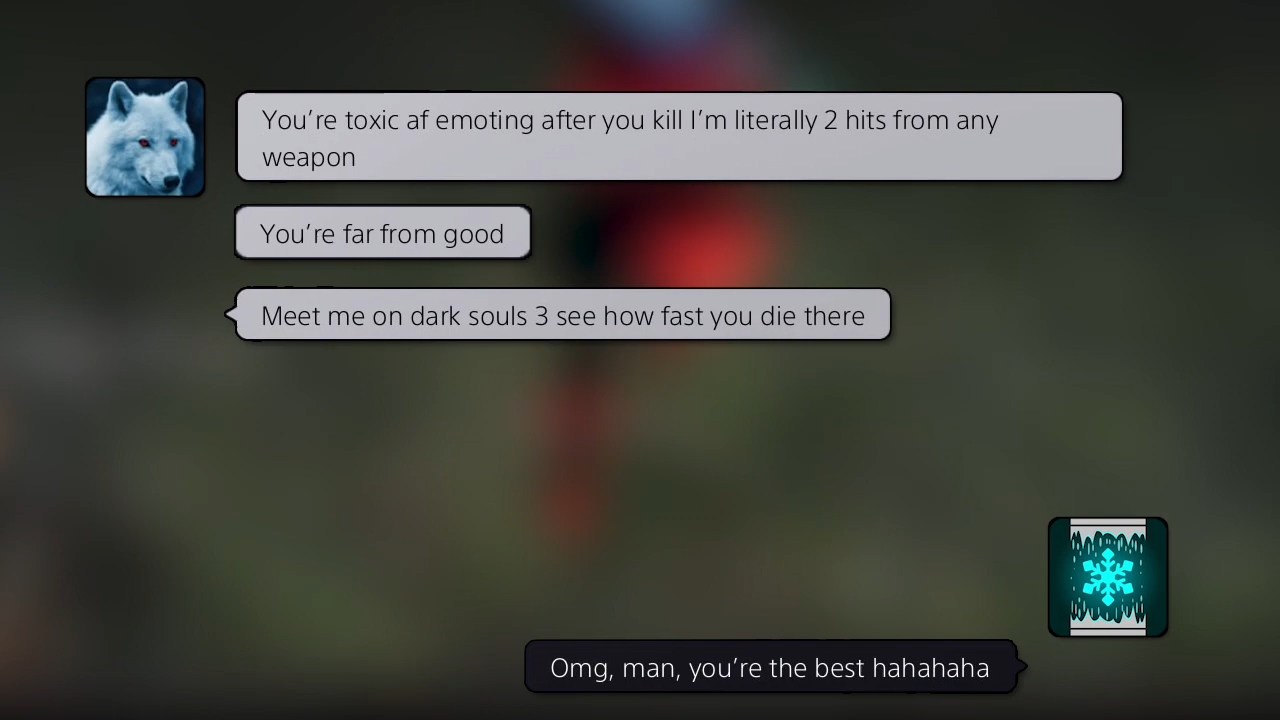 You’re toxic af emoting after you kill I’m literally 2 hits from any
weapon
You’re far from good
Meet me on dark souls 3 see how fast you die there
Omg, man, you’re the best hahahaha